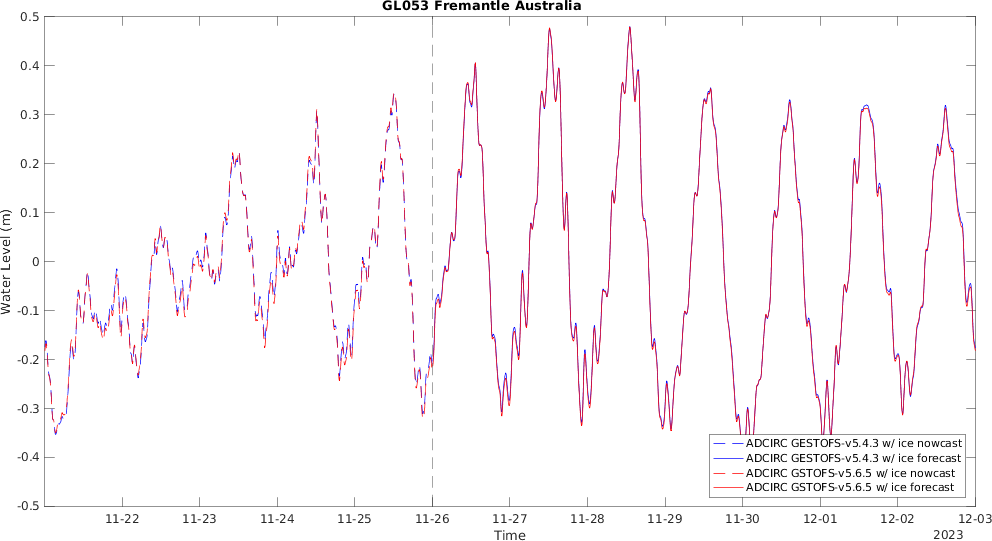 GL053 Fremantle Australia
0.5
0.4
0.3
0.2
0.1
0
-0.1
-0.2
-0.3
-0.4
-0.5
Water Level (m)
ADCIRC GESTOFS-v5.4.3 w/ ice nowcast
ADCIRC GESTOFS-v5.4.3 w/ ice forecast
ADCIRC GSTOFS-v5.6.5 w/ ice nowcast
ADCIRC GSTOFS-v5.6.5 w/ ice forecast
11-22 11-23 11-24 11-25 11-26 11-27 11-28 11-29 11-30 12-01 12-02 12-03
Time
2023